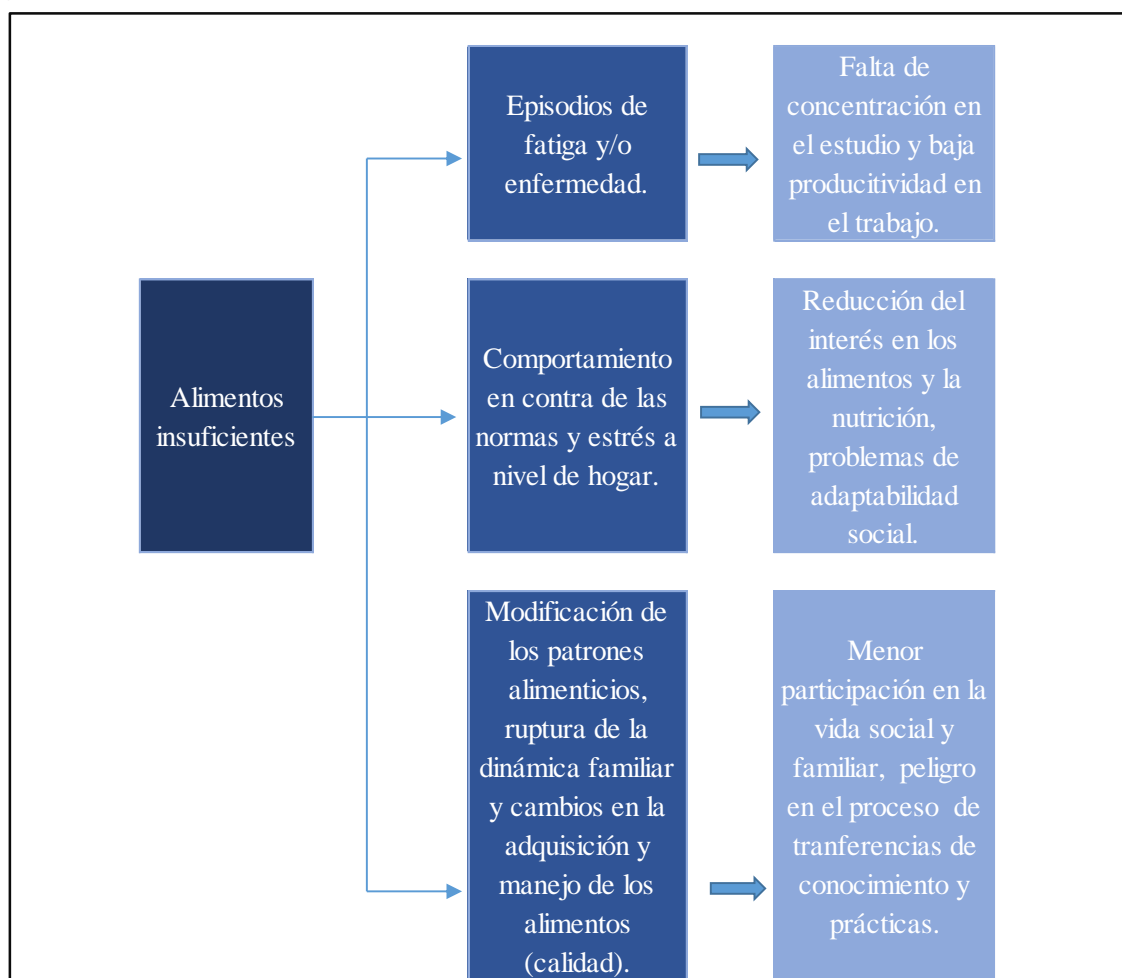 Alimentos
insuficientes
Episodios de
fatiga y/o
enfermedad.
Falta de
concentración en
el estudio y baja
producitividad en
el trabajo.
Comportamiento
en contra de las
normas y estrés a
nivel de hogar.
Reducción del
interés en los
alimentos y la
nutrición,
problemas de
adaptabilidad
social.
Modificación de
los patrones
alimenticios,
ruptura de la
dinámica familiar
y cambios en la
adquisición y
manejo de los
alimentos
(calidad).
Menor
participación en la
vida social y
familiar,  peligro
en el proceso  de
tranferencias de
conocimiento y
prácticas.